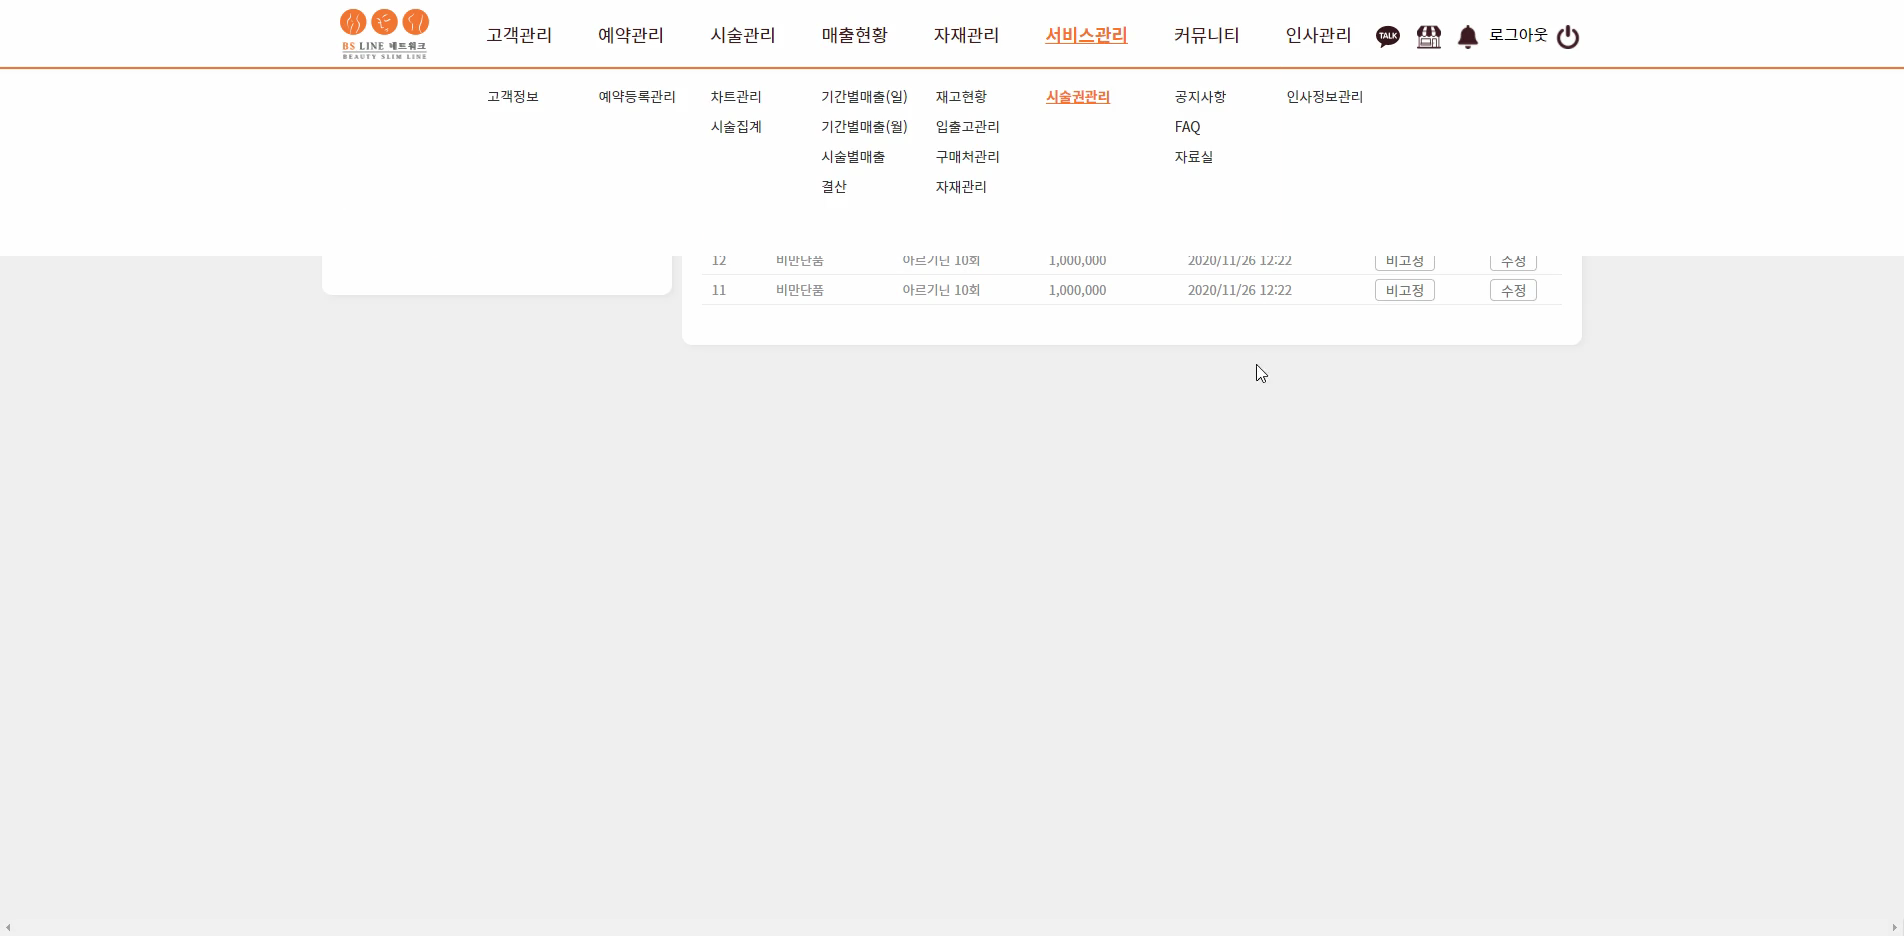 BS LINE 네트워크
BEAUTY SLIM LINE
고객관리 예약관리 시술관리 매출현황 자재관리 서비스관리 커뮤니티 인사관리 TALK 로그아웃
고객정보 예약등록관리 차트관리 기간별매출(일) 재고현황 시술권관리 공지사항 인사정보관리
시술집계 기간별매출(월) 입출고관리 FAQ
시술별매출 구매처관리 자료실
결산 자재관리
12 비만단품 아르기닌 10회 1,000,000 2020/11/26 12:22 비고정 수정
11 비만단품 아르기닌 10회 1,000,000 2020/11/26 12:22 비고정 수정